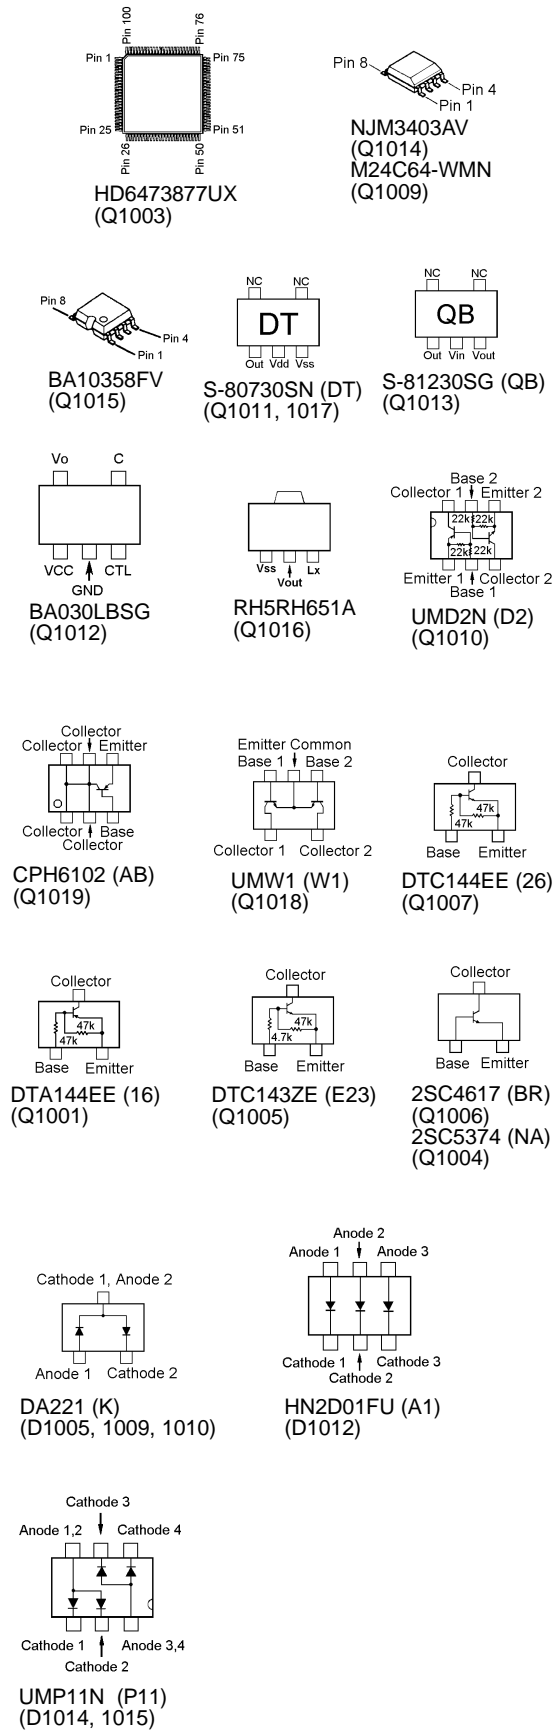 Pin 100
Pin 76
Pin 1
Pin 75
Pin 25
Pin 51
Pin 26
Pin 50
HD6473877UX
(Q1003)
Pin 8
Pin 4
Pin 1
NJM3403AV
(Q1014)
M24C64-WMN
(Q1009)
Pin 8
Pin 4
Pin 1
BA10358FV
(Q1015)
NC NC
DT
Out Vdd Vss
S-80730SN (DT)
(Q1011, 1017)
NC NC
QB
Out Vin Vout
S-81230SG (QB)
(Q1013)
Vo C
VCC CTL
GND
BA030LBSG
(Q1012)
Vss Lx
Vout
RH5RH651A
(Q1016)
Base 2
Collector 1 Emitter 2
22k 22k
22k 22k
Emitter 1 Collector 2
Base 1
UMD2N (D2)
(Q1010)
Collector
Collector Emitter
Collector Base
Collector
CPH6102 (AB)
(Q1019)
Emitter Common
Base 1 Base 2
Collector 1 Collector 2
UMW1 (W1)
(Q1018)
Collector
47k
47k
Base Emitter
DTC144EE (26)
(Q1007)
Collector
47k
47k
Base Emitter
DTA144EE (16)
(Q1001)
Collector
47k
4.7k
Base Emitter
DTC143ZE (E23)
(Q1005)
Collector
Base Emitter
2SC4617 (BR)
(Q1006)
2SC5374 (NA)
(Q1004)
Cathode 1, Anode 2
Anode 1 Cathode 2
DA221 (K)
(D1005, 1009, 1010)
Anode 2
Anode 1 Anode 3
Cathode 1 Cathode 3
Cathode 2
HN2D01FU (A1)
(D1012)
Cathode 3
Anode 1,2 Cathode 4
Cathode 1 Anode 3,4
Cathode 2
UMP11N (P11)
(D1014, 1015)